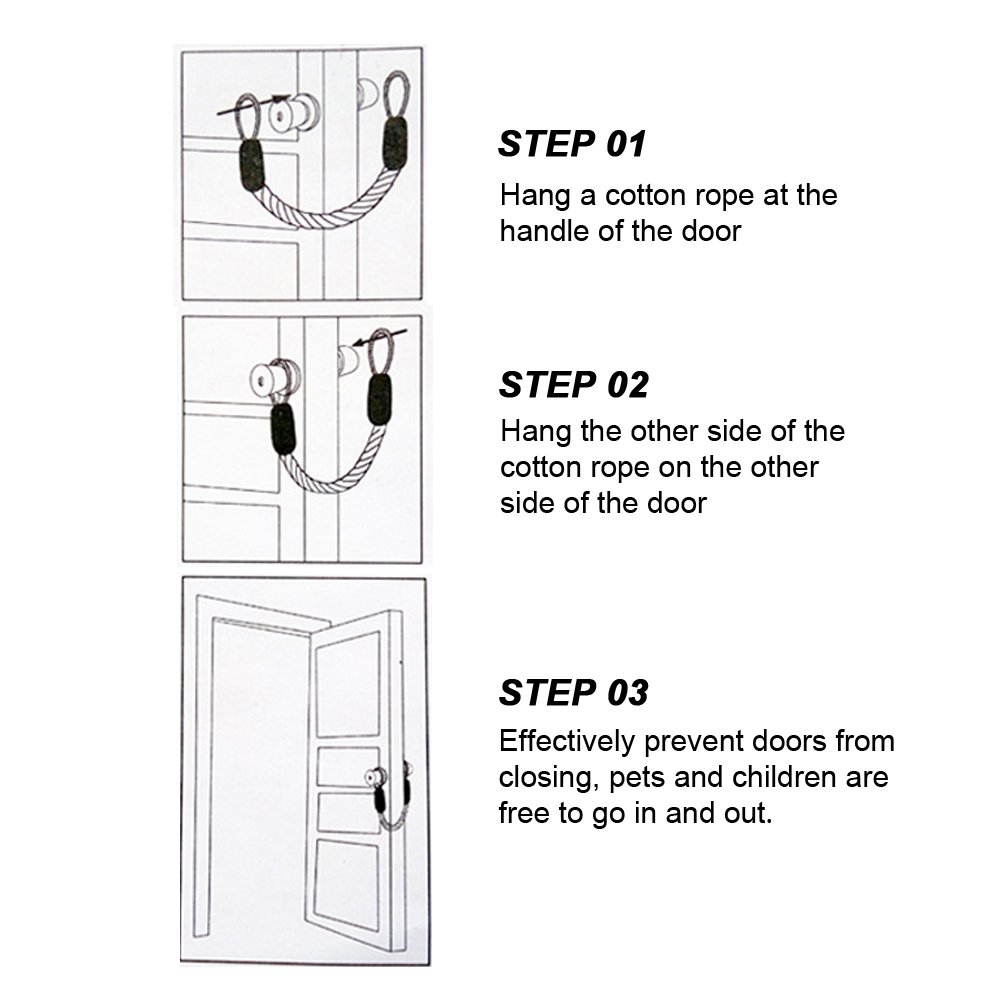 STEP 01
Hang a cotton rope at the
handle of the door
STEP 02
Hang the other side of the
cotton rope on the other
side of the door
STEP 03
Effectively prevent doors from
closing, pets and children are
free to go in and out.